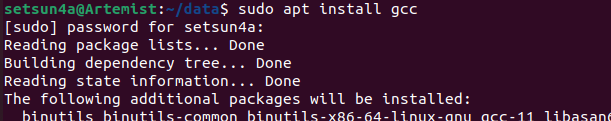 setsun4a@Artemist:~/data$ sudo apt install gcc
[sudo] password for setsun4a:
Reading package lists... Done
Building dependency tree... Done
Reading state information... Done
The following additional packages will be installed:
binutils binutils-common binutils-x86-64-linux-gnu gcc-11 libasan